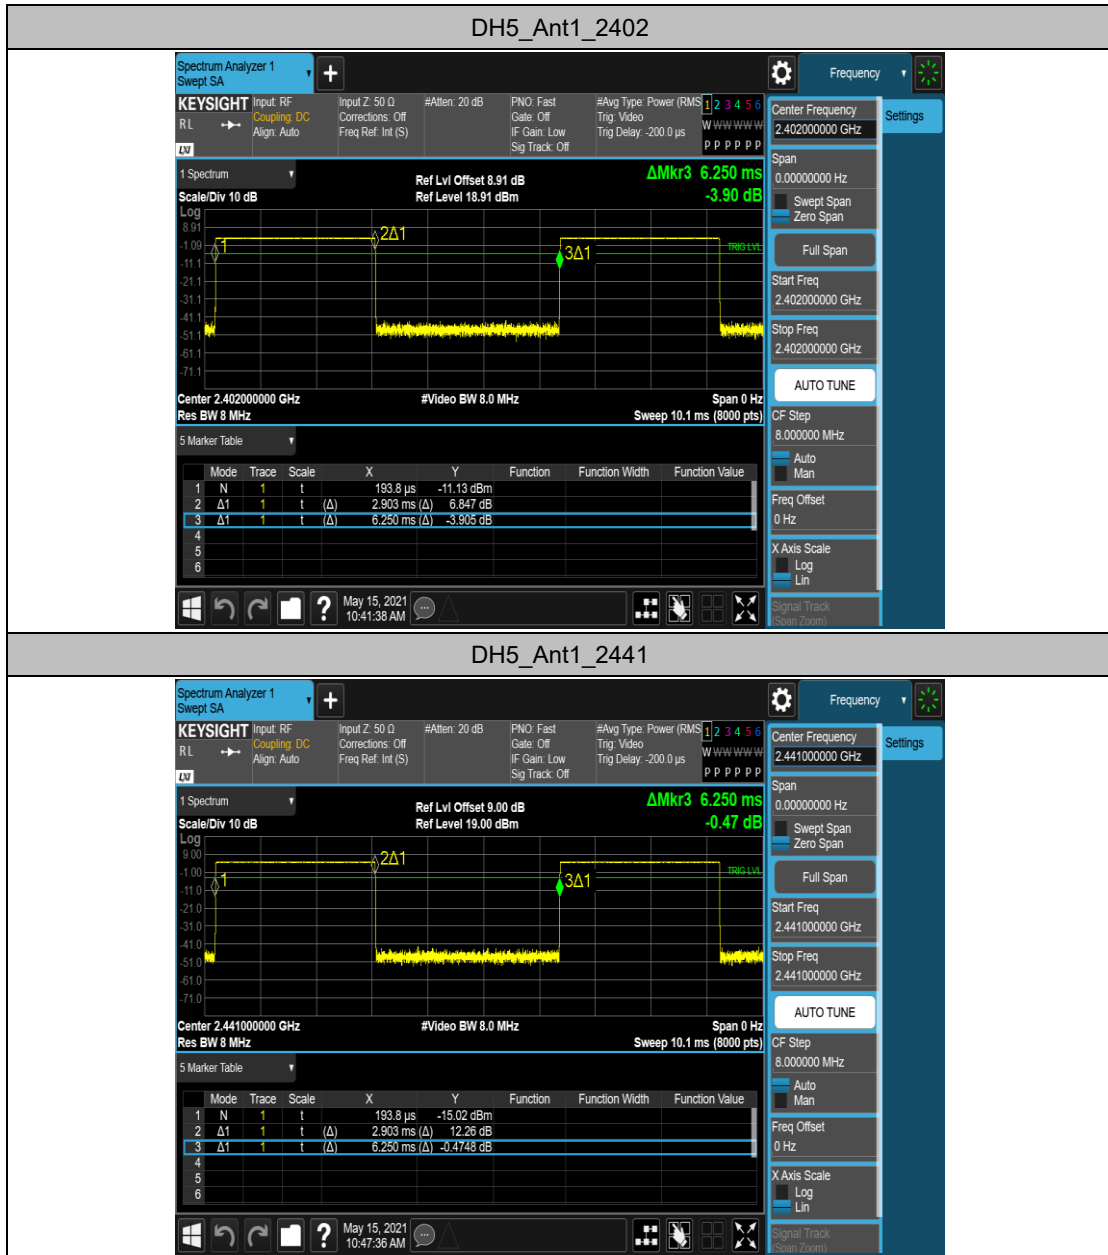 DH5_Ant1_2402
Spectrum Analyzer 1
Swept SA
Frequency
KEYSIGHT
RL
LXI
Input: RF
Coupling: DC
Align: Auto
Input Z: 50 Ω
Corrections: Off
Freq Ref: Int (S)
#Atten: 20 dB
PNO: Fast
Gate: Off
IF Gain: Low
Sig Track: Off
#Avg Type: Power (RMS
Trig: Video
Trig Delay: -200.0 µs
1 2 3 4 5 6
W W W W W W
P P P P P P
Center Frequency
2.402000000 GHz
Settings
Span
0.00000000 Hz
Swept Span
Zero Span
Full Span
Start Freq
2.402000000 GHz
Stop Freq
2.402000000 GHz
AUTO TUNE
CF Step
8.000000 MHz
Auto
Man
Freq Offset
0 Hz
X Axis Scale
Log
Lin
Signal Track
(Span Zoom)
1 Spectrum
Scale/Div 10 dB
Log
Ref Lvl Offset 8.91 dB
Ref Level 18.91 dBm
ΔMkr3 6.250 ms
-3.90 dB
8.91
-1.09
-11.1
-21.1
-31.1
-41.1
-51.1
-61.1
-71.1
1
2Δ1
3Δ1
TRIG LVL
Center 2.402000000 GHz
Res BW 8 MHz
#Video BW 8.0 MHz
Span 0 Hz
Sweep 10.1 ms (8000 pts)
5 Marker Table
Mode Trace Scale X Y Function Function Width Function Value
1 N 1 t 193.8 µs -11.13 dBm
2 Δ1 1 t (Δ) 2.903 ms (Δ) 6.847 dB
3 Δ1 1 t (Δ) 6.250 ms (Δ) -3.905 dB
4
5
6
?
May 15, 2021
10:41:38 AM
DH5_Ant1_2441
Spectrum Analyzer 1
Swept SA
Frequency
KEYSIGHT
RL
LXI
Input: RF
Coupling: DC
Align: Auto
Input Z: 50 Ω
Corrections: Off
Freq Ref: Int (S)
#Atten: 20 dB
PNO: Fast
Gate: Off
IF Gain: Low
Sig Track: Off
#Avg Type: Power (RMS
Trig: Video
Trig Delay: -200.0 µs
1 2 3 4 5 6
W W W W W W
P P P P P P
Center Frequency
2.441000000 GHz
Settings
Span
0.00000000 Hz
Swept Span
Zero Span
Full Span
Start Freq
2.441000000 GHz
Stop Freq
2.441000000 GHz
AUTO TUNE
CF Step
8.000000 MHz
Auto
Man
Freq Offset
0 Hz
X Axis Scale
Log
Lin
Signal Track
(Span Zoom)
1 Spectrum
Scale/Div 10 dB
Log
Ref Lvl Offset 9.00 dB
Ref Level 19.00 dBm
ΔMkr3 6.250 ms
-0.47 dB
9.00
-1.00
-11.0
-21.0
-31.0
-41.0
-51.0
-61.0
-71.0
1
2Δ1
3Δ1
TRIG LVL
Center 2.441000000 GHz
Res BW 8 MHz
#Video BW 8.0 MHz
Span 0 Hz
Sweep 10.1 ms (8000 pts)
5 Marker Table
Mode Trace Scale X Y Function Function Width Function Value
1 N 1 t 193.8 µs -15.02 dBm
2 Δ1 1 t (Δ) 2.903 ms (Δ) 12.26 dB
3 Δ1 1 t (Δ) 6.250 ms (Δ) -0.4748 dB
4
5
6
?
May 15, 2021
10:47:36 AM